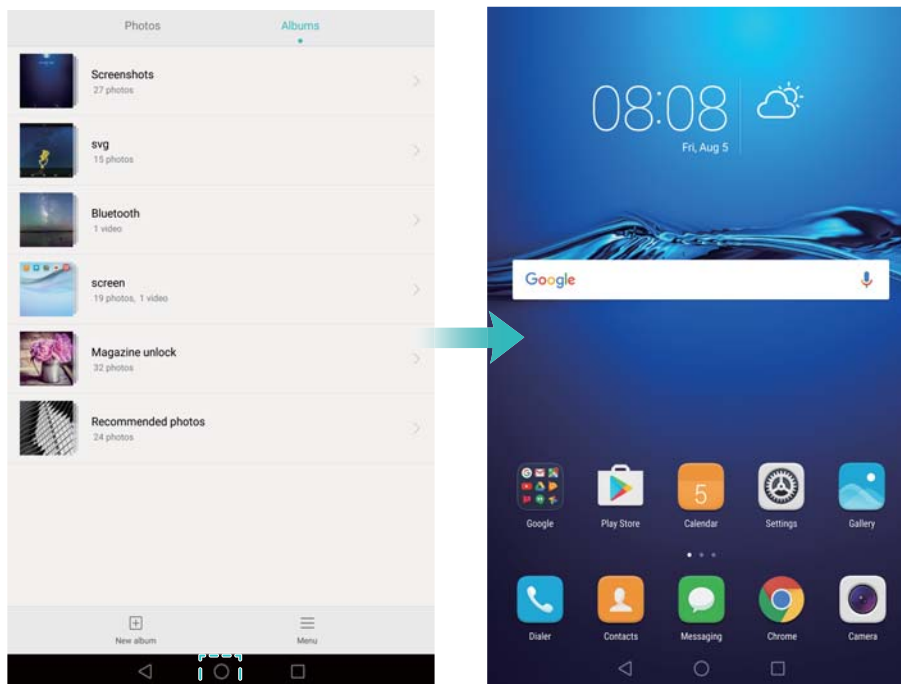 Photos
Albums
Screenshots
27 photos
svg
15 photos
Bluetooth
1 video
screen
19 photos, 1 video
Magazine unlock
32 photos
Recommended photos
24 photos
New album
Menu
08:08
Fri, Aug 5
Google
5
Google
Play Store
Calendar
Settings
Gallery
Dialer
Contacts
Messaging
Chrome
Camera